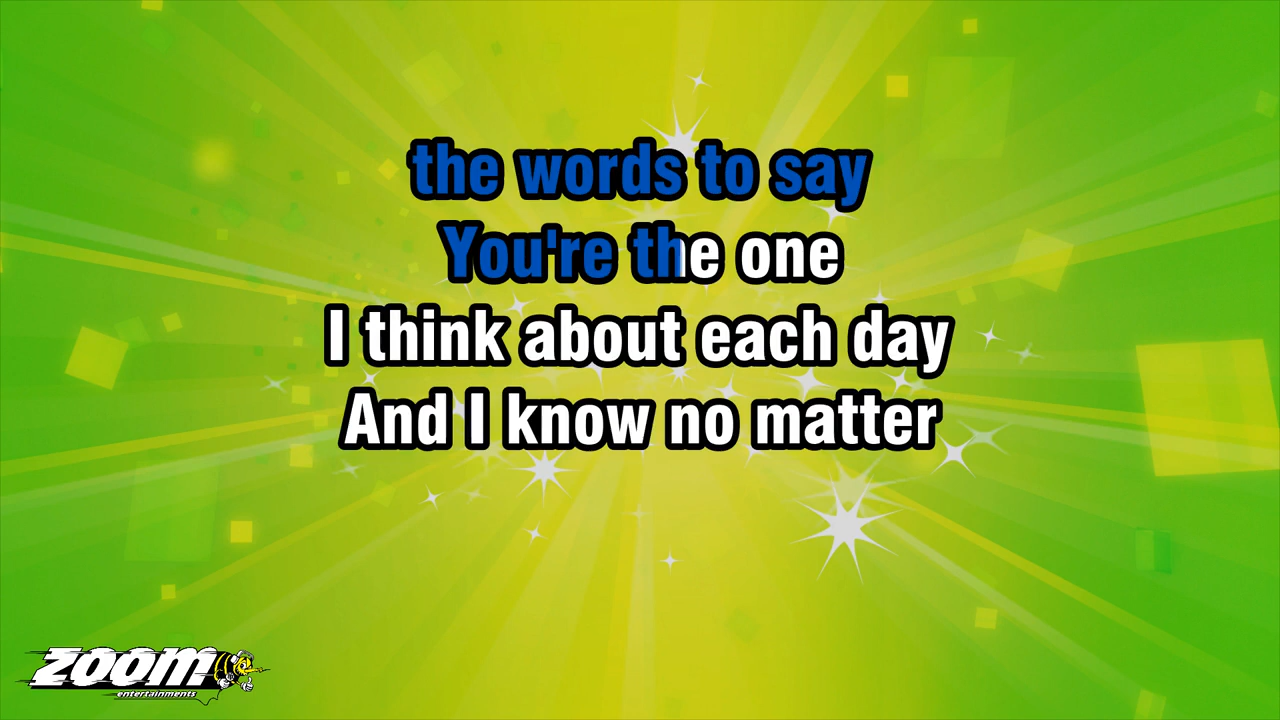 the words to say
You're the one
I think about each day
And I know no matter
zoom
entertainments